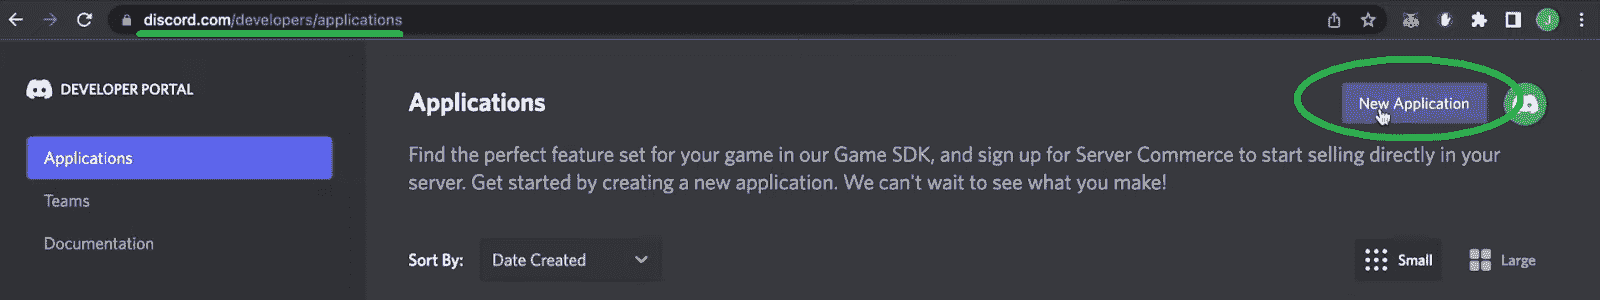 discord.com/developers/applications
J
DEVELOPER PORTAL
Applications
Teams
Documentation
Applications
New Application
Find the perfect feature set for your game in our Game SDK, and sign up for Server Commerce to start selling directly in your
server. Get started by creating a new application. We can't wait to see what you make!
Sort By: Date Created
Small Large